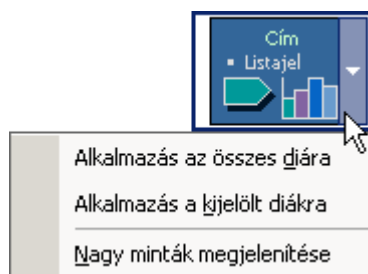 Cím
▪ Listajel
Alkalmazás az összes diára
Alkalmazás a kijelölt diákra
Nagy minták megjelenítése